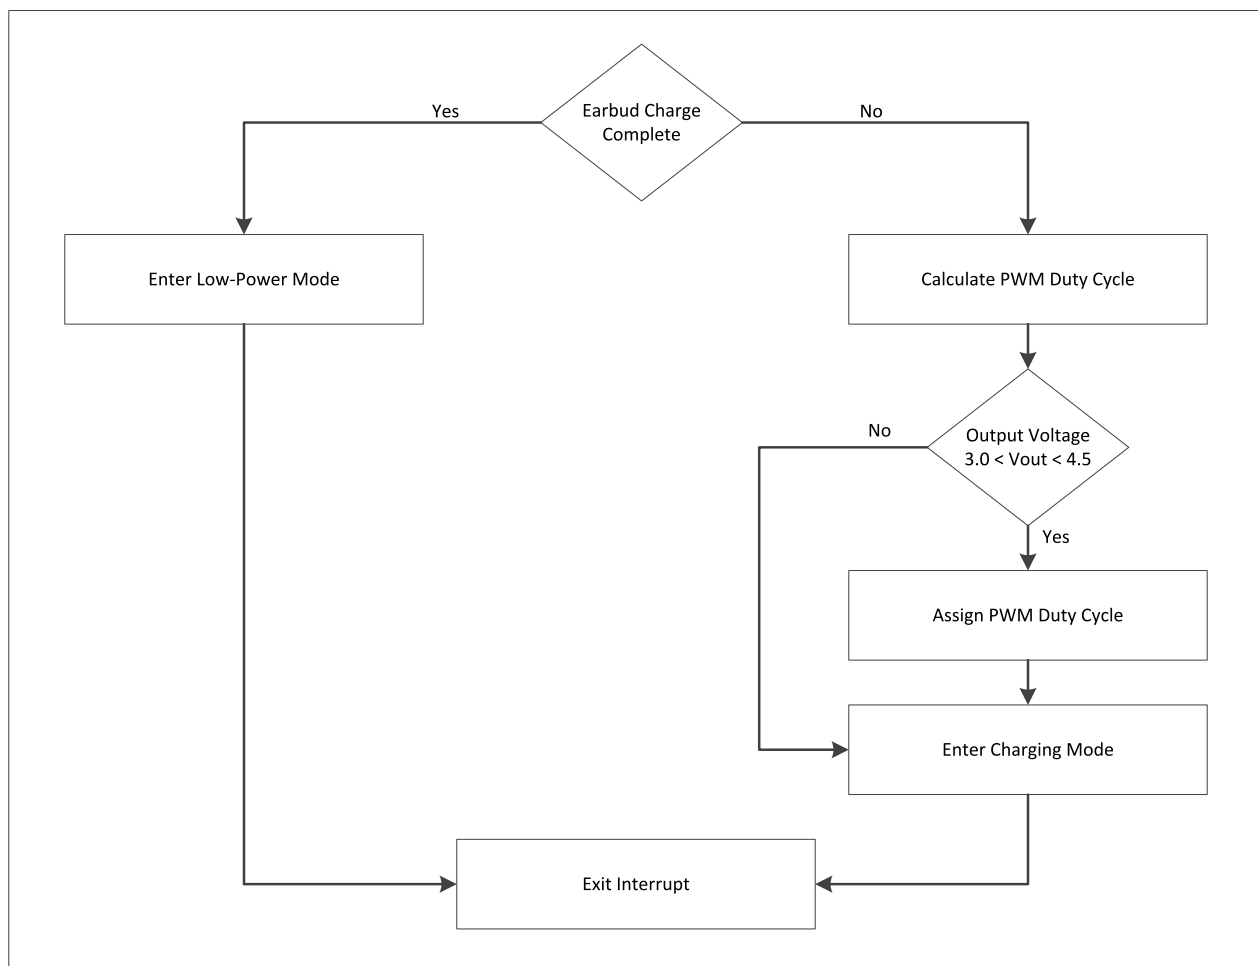 Yes
Earbud Charge
Complete
No
Enter Low-Power Mode
Calculate PWM Duty Cycle
No
Output Voltage
3.0 < Vout < 4.5
Yes
Assign PWM Duty Cycle
Enter Charging Mode
Exit Interrupt